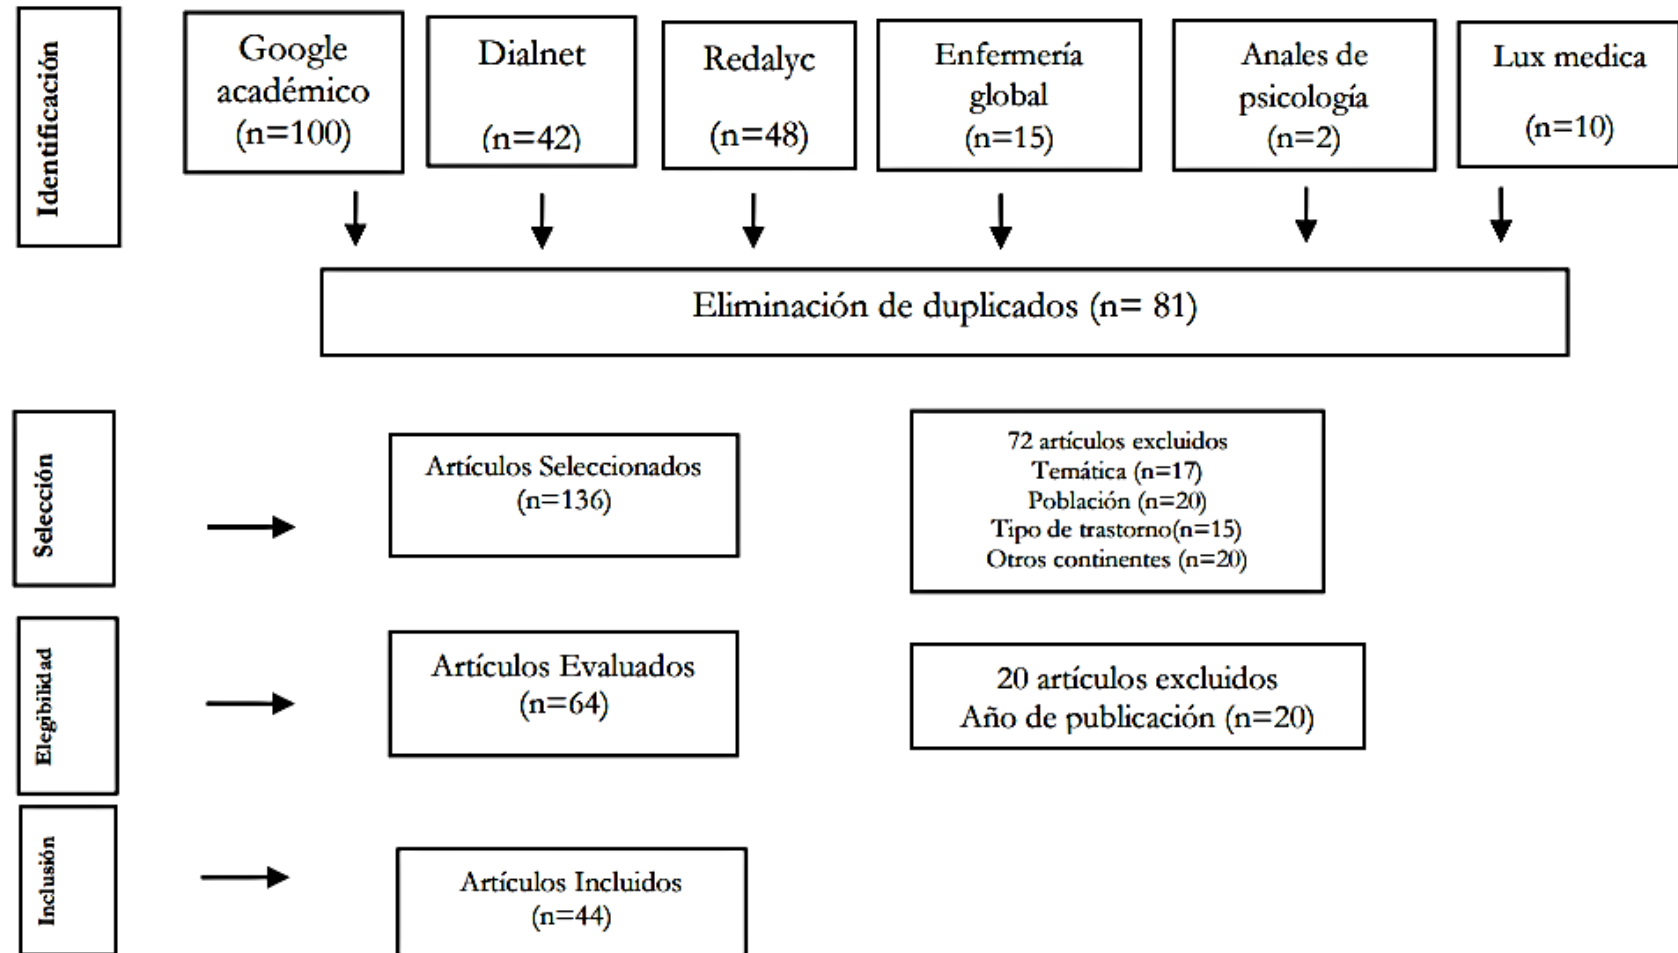 Identificación
Google
académico
(n=100)
Dialnet
(n=42)
Redalyc
(n=48)
Enfermería
global
(n=15)
Anales de
psicología
(n=2)
Lux medica
(n=10)
Eliminación de duplicados (n= 81)
Selección
Artículos Seleccionados
(n=136)
72 artículos excluidos
Temática (n=17)
Población (n=20)
Tipo de trastorno(n=15)
Otros continentes (n=20)
Elegibilidad
Artículos Evaluados
(n=64)
20 artículos excluidos
Año de publicación (n=20)
Inclusión
Artículos Incluidos
(n=44)